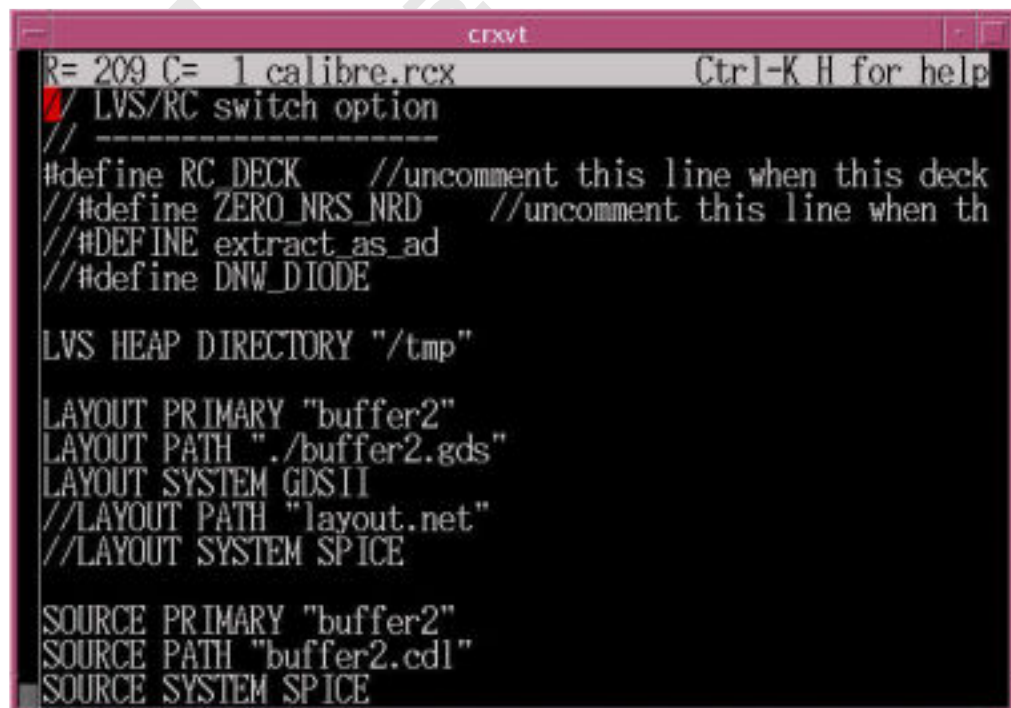 crxvt
R= 209 C=  1 calibre.rcx                Ctrl-K H for help
// LVS/RC switch option
// --------------------
#define RC_DECK    //uncomment this line when this deck
//#define ZERO_NRS_NRD    //uncomment this line when th
//#DEFINE extract_as_ad
//#define DNW_DIODE
LVS HEAP DIRECTORY "/tmp"
LAYOUT PRIMARY "buffer2"
LAYOUT PATH "./buffer2.gds"
LAYOUT SYSTEM GDSII
//LAYOUT PATH "layout.net"
//LAYOUT SYSTEM SPICE
SOURCE PRIMARY "buffer2"
SOURCE PATH "buffer2.cdl"
SOURCE SYSTEM SPICE